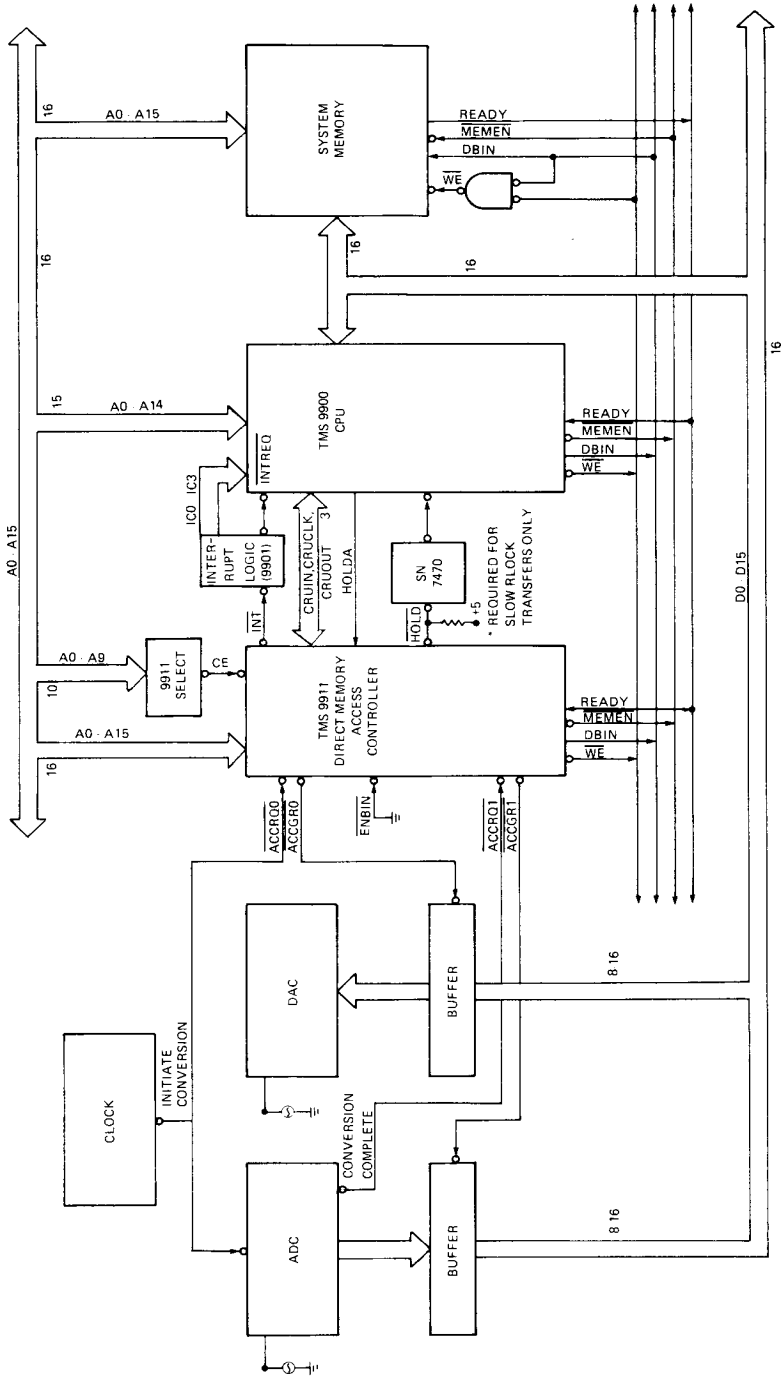 A0 - A15
16
A0 - A15
10
A0 - A9
9911
SELECT
CE
TMS 9911
DIRECT MEMORY
ACCESS
CONTROLLER
ACCRQ0
ACCGR0
ENBIN
ACCRQ1
ACCGR1
READY
MEMEN
DBIN
WE
INT
INTER-
RUPT
LOGIC
(9901)
IC0 IC3
INTREQ
CRUIN, CRUCLK,
CRUOUT
3
HOLDA
HOLD
SN
7470
+5
* REQUIRED FOR
SLOW RLOCK
TRANSFERS ONLY
15
A0 - A14
TMS 9900
CPU
READY
MEMEN
DBIN
WE
16
16
A0 - A15
SYSTEM
MEMORY
READY
MEMEN
DBIN
WE
16
16
CLOCK
INITIATE
CONVERSION
ADC
CONVERSION
COMPLETE
BUFFER
8 16
DAC
BUFFER
8 16
D0 D15
16